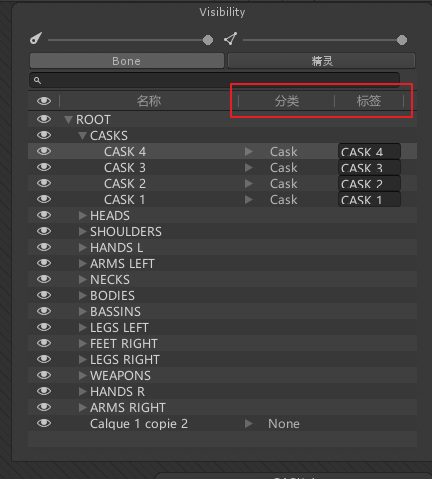 Visibility
Bone 精灵
名称 分类 标签
ROOT
CASKS
CASK 4 Cask CASK 4
CASK 3 Cask CASK 3
CASK 2 Cask CASK 2
CASK 1 Cask CASK 1
HEADS
SHOULDERS
HANDS L
ARMS LEFT
NECKS
BODIES
BASSINS
LEGS LEFT
FEET RIGHT
LEGS RIGHT
WEAPONS
HANDS R
ARMS RIGHT
Calque 1 copie 2 None